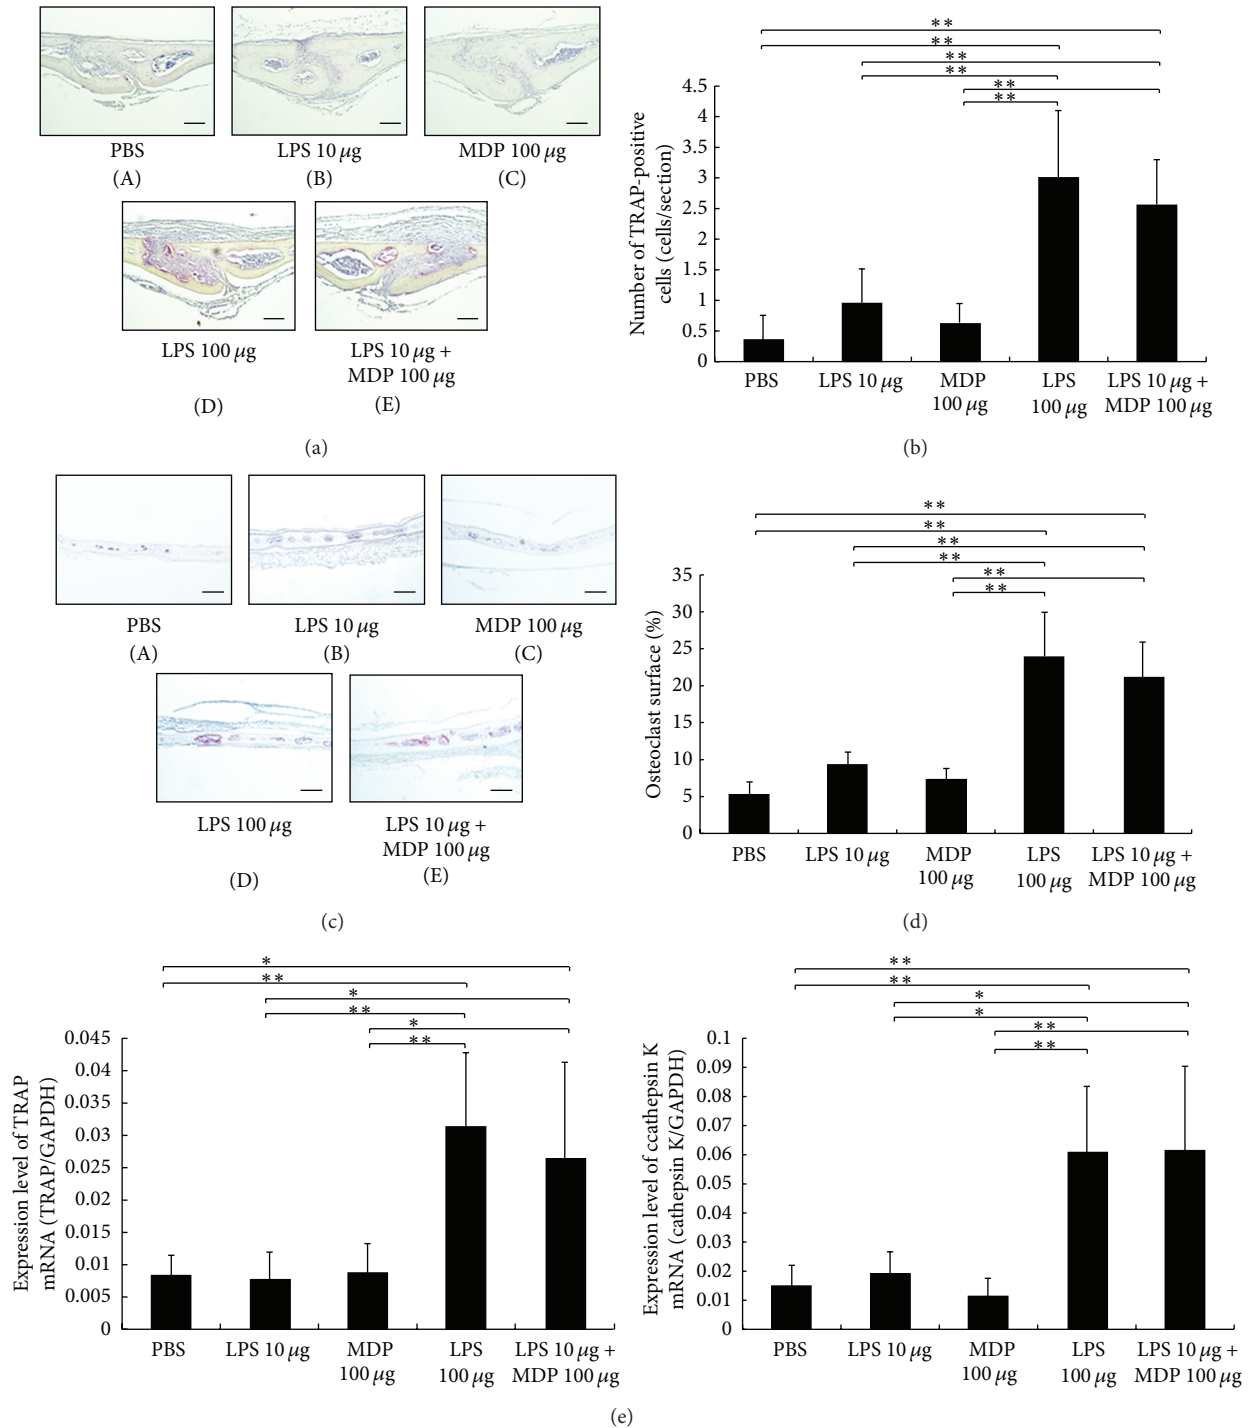 PBS
(A)
LPS 10 μg
(B)
MDP 100 μg
(C)
LPS 100 μg
(D)
LPS 10 μg +
MDP 100 μg
(E)
(a)
Number of TRAP-positive
cells (cells/section)
4.5
4
3.5
3
2.5
2
1.5
1
0.5
0
**
**
**
**
**
**
PBS
LPS 10 μg
MDP
100 μg
LPS
100 μg
LPS 10 μg +
MDP 100 μg
(b)
PBS
(A)
LPS 10 μg
(B)
MDP 100 μg
(C)
LPS 100 μg
(D)
LPS 10 μg +
MDP 100 μg
(E)
(c)
Osteoclast surface (%)
35
30
25
20
15
10
5
0
**
**
**
**
**
**
PBS
LPS 10 μg
MDP
100 μg
LPS
100 μg
LPS 10 μg +
MDP 100 μg
(d)
Expression level of TRAP
mRNA (TRAP/GAPDH)
0.045
0.04
0.035
0.03
0.025
0.02
0.015
0.01
0.005
0
*
**
*
**
*
**
PBS
LPS 10 μg
MDP
100 μg
LPS
100 μg
LPS 10 μg +
MDP 100 μg
Expression level of ccathepsin K
mRNA (cathepsin K/GAPDH)
0.1
0.09
0.08
0.07
0.06
0.05
0.04
0.03
0.02
0.01
0
**
**
*
*
**
**
PBS
LPS 10 μg
MDP
100 μg
LPS
100 μg
LPS 10 μg +
MDP 100 μg
(e)